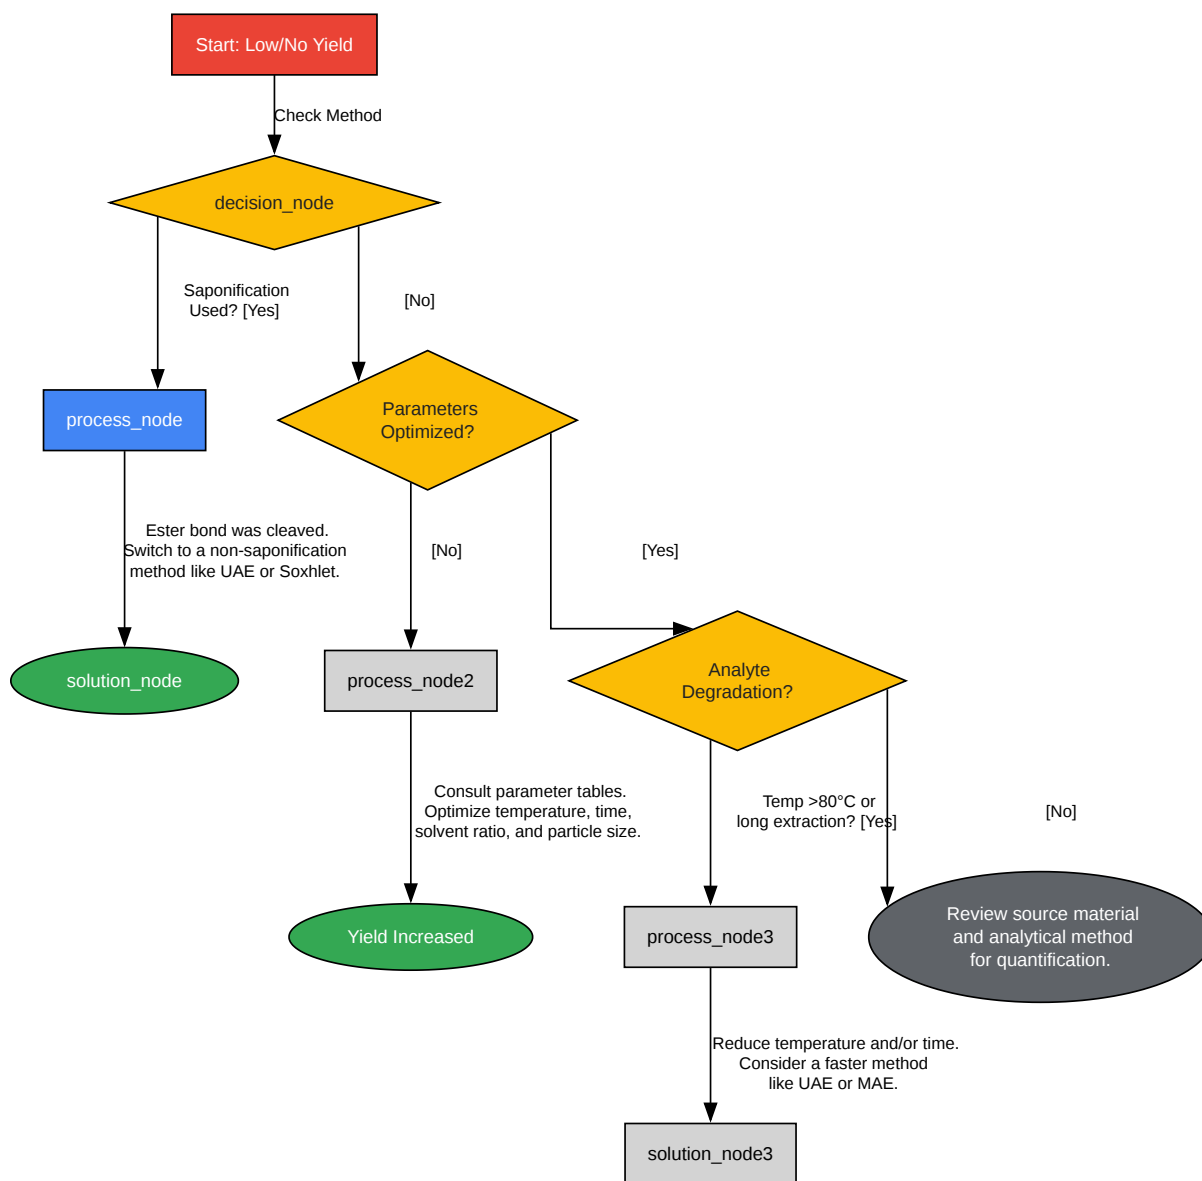 Start: Low/No Yield
Check Method
decision_node
Saponification
Used? [Yes]
[No]
Parameters
Optimized?
process_node
Ester bond was cleaved.
Switch to a non-saponification
method like UAE or Soxhlet.
[No]
[Yes]
solution_node
process_node2
Analyte
Degradation?
Consult parameter tables.
Optimize temperature, time,
solvent ratio, and particle size.
Temp >80°C or
long extraction? [Yes]
[No]
Yield Increased
process_node3
Review source material
and analytical method
for quantification.
Reduce temperature and/or time.
Consider a faster method
like UAE or MAE.
solution_node3